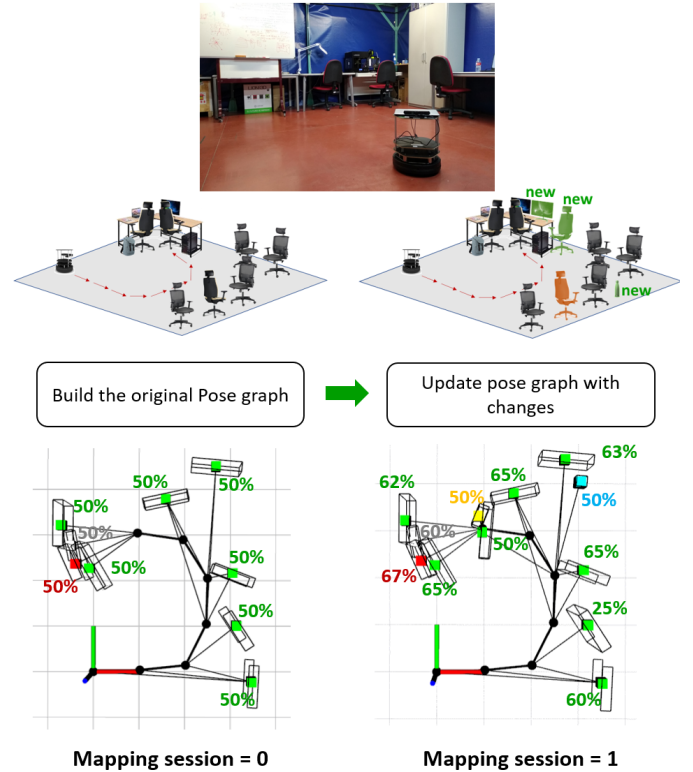 new
new
new
Build the original Pose graph
Update pose graph with
changes
50%
50%
50%
50%
50%
50%
50%
50%
50%
63%
62%
65%
50%
50%
60%
50%
67%
65%
65%
25%
60%
Mapping session = 0
Mapping session = 1